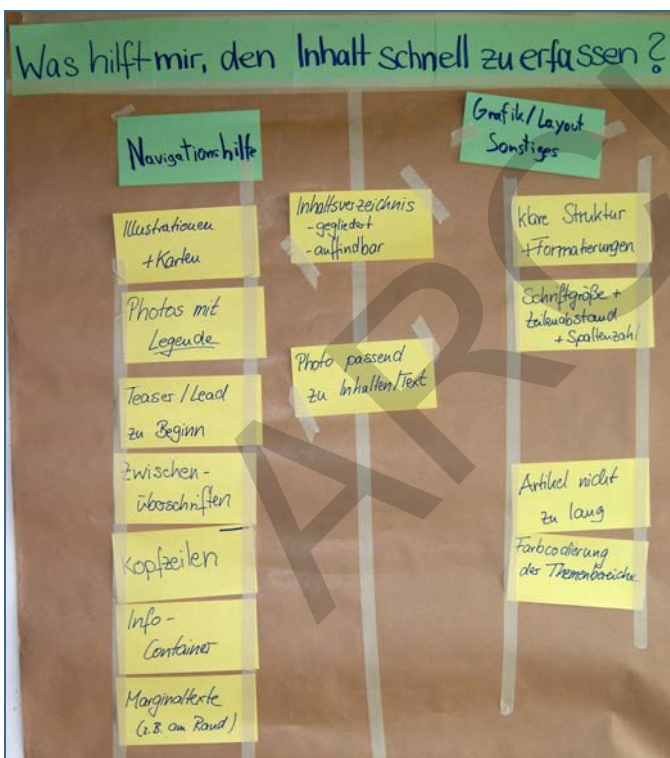 Was hilft mir, den Inhalt schnell zu erfassen?
Navigationshilfe
Illustrationen
+ Karten
Photos mit
Legende
Teaser / Lead
zu Beginn
Zwischen-
überschriften
Kopfzeilen
Info-
Container
Marginaltexte
(z.B. am Rand)
Inhaltsverzeichnis
- gegliedert
- auffindbar
Photo passend
zu Inhalten/Text
Grafik/Layout
Sonstiges
klare Struktur
+ Formatierungen
Schriftgröße +
Zeilenabstand
+ Spaltenzahl
Artikel nicht
zu lang
Farbcodierung
der Themenbereiche